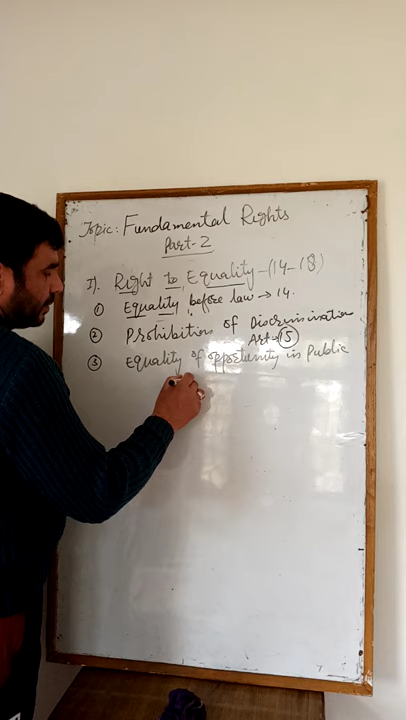 Topic: Fundamental Rights
Part-2
I). Right to Equality-(14-18)
① Equality before law → 14.
② Prohibition of Discrimination
Art-15
③ Equality of opportunity in Public